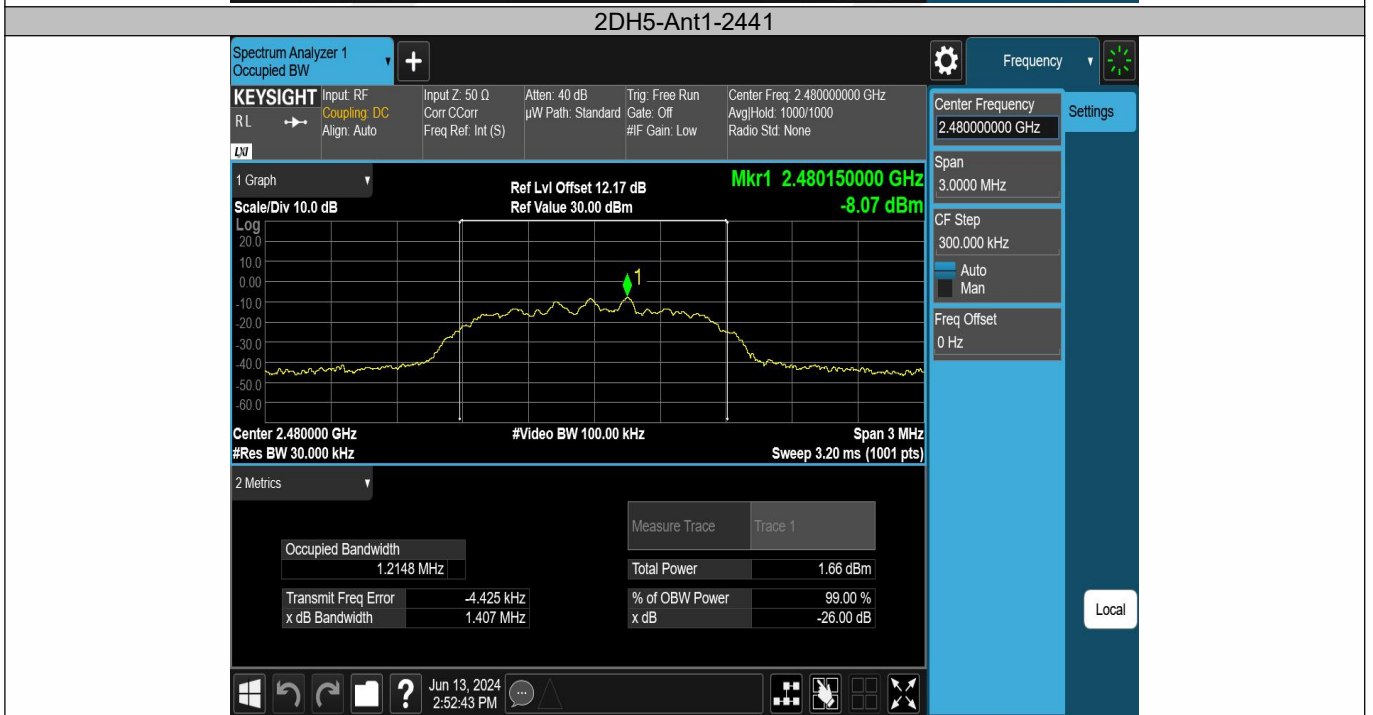 2DH5-Ant1-2441
Spectrum Analyzer 1
Occupied BW
Frequency
KEYSIGHT
RL
LXI
Input: RF
Coupling: DC
Align: Auto
Input Z: 50 Ω
Corr CCorr
Freq Ref: Int (S)
Atten: 40 dB
µW Path: Standard
Trig: Free Run
Gate: Off
#IF Gain: Low
Center Freq: 2.480000000 GHz
Avg|Hold: 1000/1000
Radio Std: None
Center Frequency
2.480000000 GHz
Settings
Span
3.0000 MHz
CF Step
300.000 kHz
Auto
Man
Freq Offset
0 Hz
Local
1 Graph
Scale/Div 10.0 dB
Ref Lvl Offset 12.17 dB
Ref Value 30.00 dBm
Mkr1 2.480150000 GHz
-8.07 dBm
Log
20.0
10.0
0.00
-10.0
-20.0
-30.0
-40.0
-50.0
-60.0
1
Center 2.480000 GHz
#Video BW 100.00 kHz
Span 3 MHz
#Res BW 30.000 kHz
Sweep 3.20 ms (1001 pts)
2 Metrics
Measure Trace
Trace 1
Occupied Bandwidth
1.2148 MHz
Total Power
1.66 dBm
Transmit Freq Error
-4.425 kHz
% of OBW Power
99.00 %
x dB Bandwidth
1.407 MHz
x dB
-26.00 dB
Jun 13, 2024
2:52:43 PM